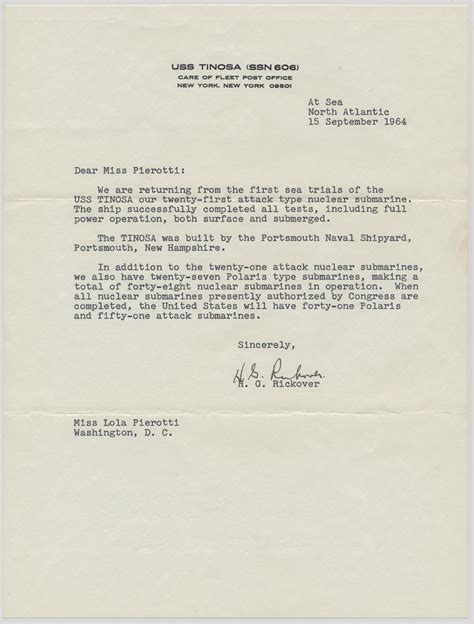 USS TINOSA (SSN 606)
CARE OF FLEET POST OFFICE
NEW YORK, NEW YORK 09501
At Sea
North Atlantic
15 September 1964
Dear Miss Pierotti:
We are returning from the first sea trials of the
USS TINOSA our twenty-first attack type nuclear submarine.
The ship successfully completed all tests, including full
power operation, both surface and submerged.
The TINOSA was built by the Portsmouth Naval Shipyard,
Portsmouth, New Hampshire.
In addition to the twenty-one attack nuclear submarines,
we also have twenty-seven Polaris type submarines, making a
total of forty-eight nuclear submarines in operation. When
all nuclear submarines presently authorized by Congress are
completed, the United States will have forty-one Polaris
and fifty-one attack submarines.
Sincerely,
H. G. Rickover.
H. G. Rickover
Miss Lola Pierotti
Washington, D. C.